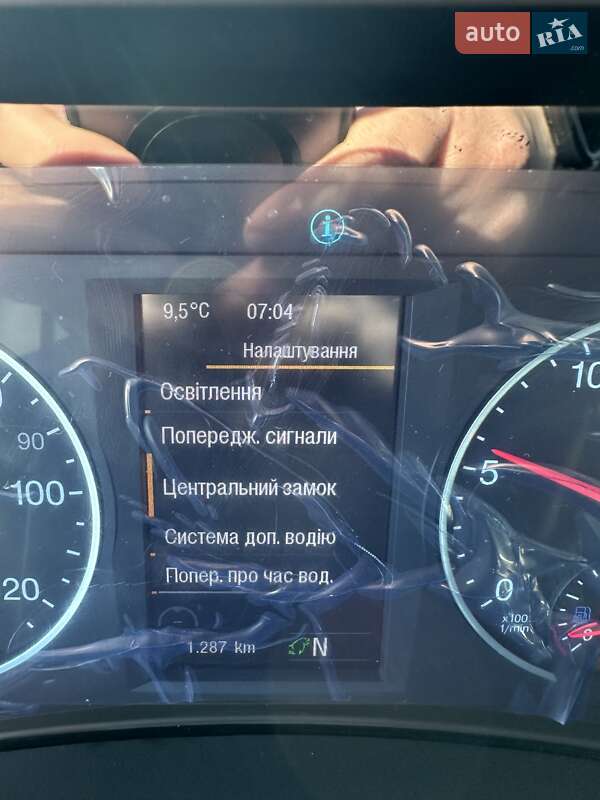 auto RIA
.com
9,5°C 07:04
Налаштування
Освітлення
Попередж. сигнали
Центральний замок
Система доп. водію
Попер. про час вод.
1.287 km N
90
100
20
10
5
0
x100
1/min
0